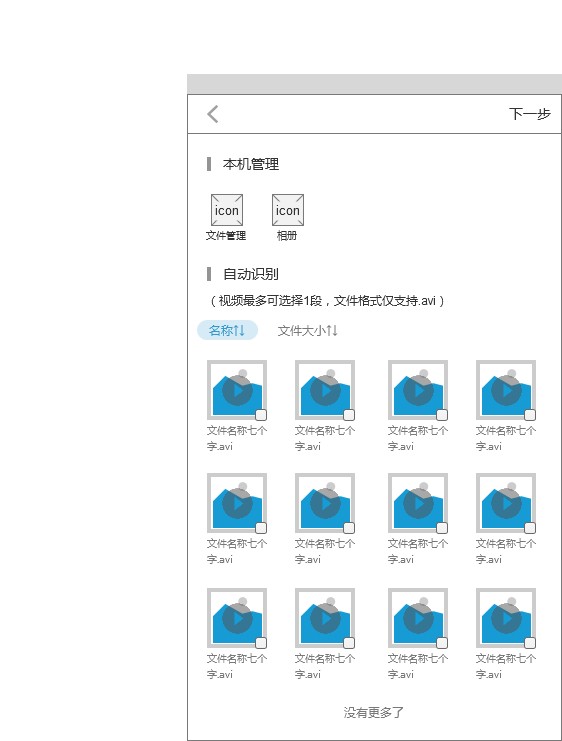 下一步
本机管理
icon icon
文件管理 相册
自动识别
（视频最多可选择1段，文件格式仅支持.avi）
名称↑↓ 文件大小↑↓
文件名称七个 文件名称七个 文件名称七个 文件名称七个
字.avi 字.avi 字.avi 字.avi
文件名称七个 文件名称七个 文件名称七个 文件名称七个
字.avi 字.avi 字.avi 字.avi
文件名称七个 文件名称七个 文件名称七个 文件名称七个
字.avi 字.avi 字.avi 字.avi
没有更多了